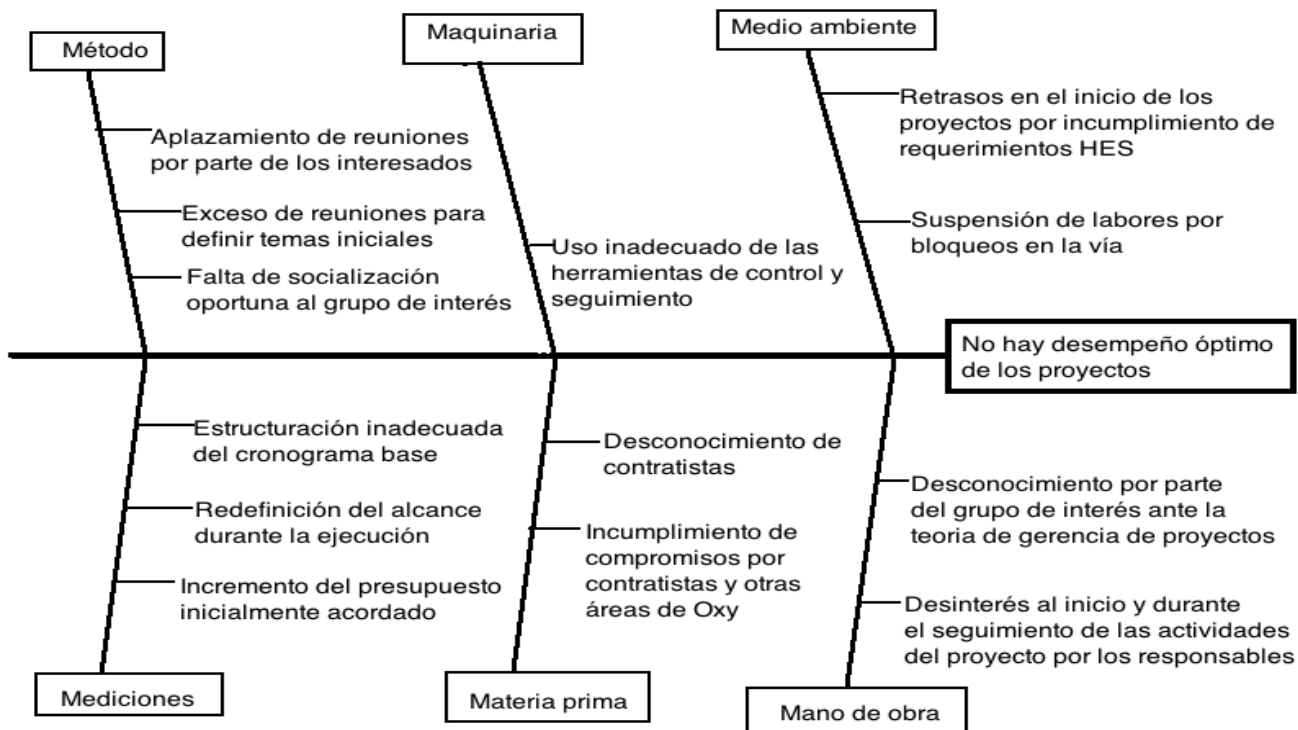 Método
Maquinaria
Medio ambiente
Aplazamiento de reuniones
por parte de los interesados
Exceso de reuniones para
definir temas iniciales
Falta de socialización
oportuna al grupo de interés
Uso inadecuado de las
herramientas de control y
seguimiento
Retrasos en el inicio de los
proyectos por incumplimiento de
requerimientos HES
Suspensión de labores por
bloqueos en la vía
No hay desempeño óptimo
de los proyectos
Estructuración inadecuada
del cronograma base
Redefinición del alcance
durante la ejecución
Incremento del presupuesto
inicialmente acordado
Desconocimiento de
contratistas
Incumplimiento de
compromisos por
contratistas y otras
áreas de Oxy
Desconocimiento por parte
del grupo de interés ante la
teoria de gerencia de proyectos
Desinterés al inicio y durante
el seguimiento de las actividades
del proyecto por los responsables
Mediciones
Materia prima
Mano de obra